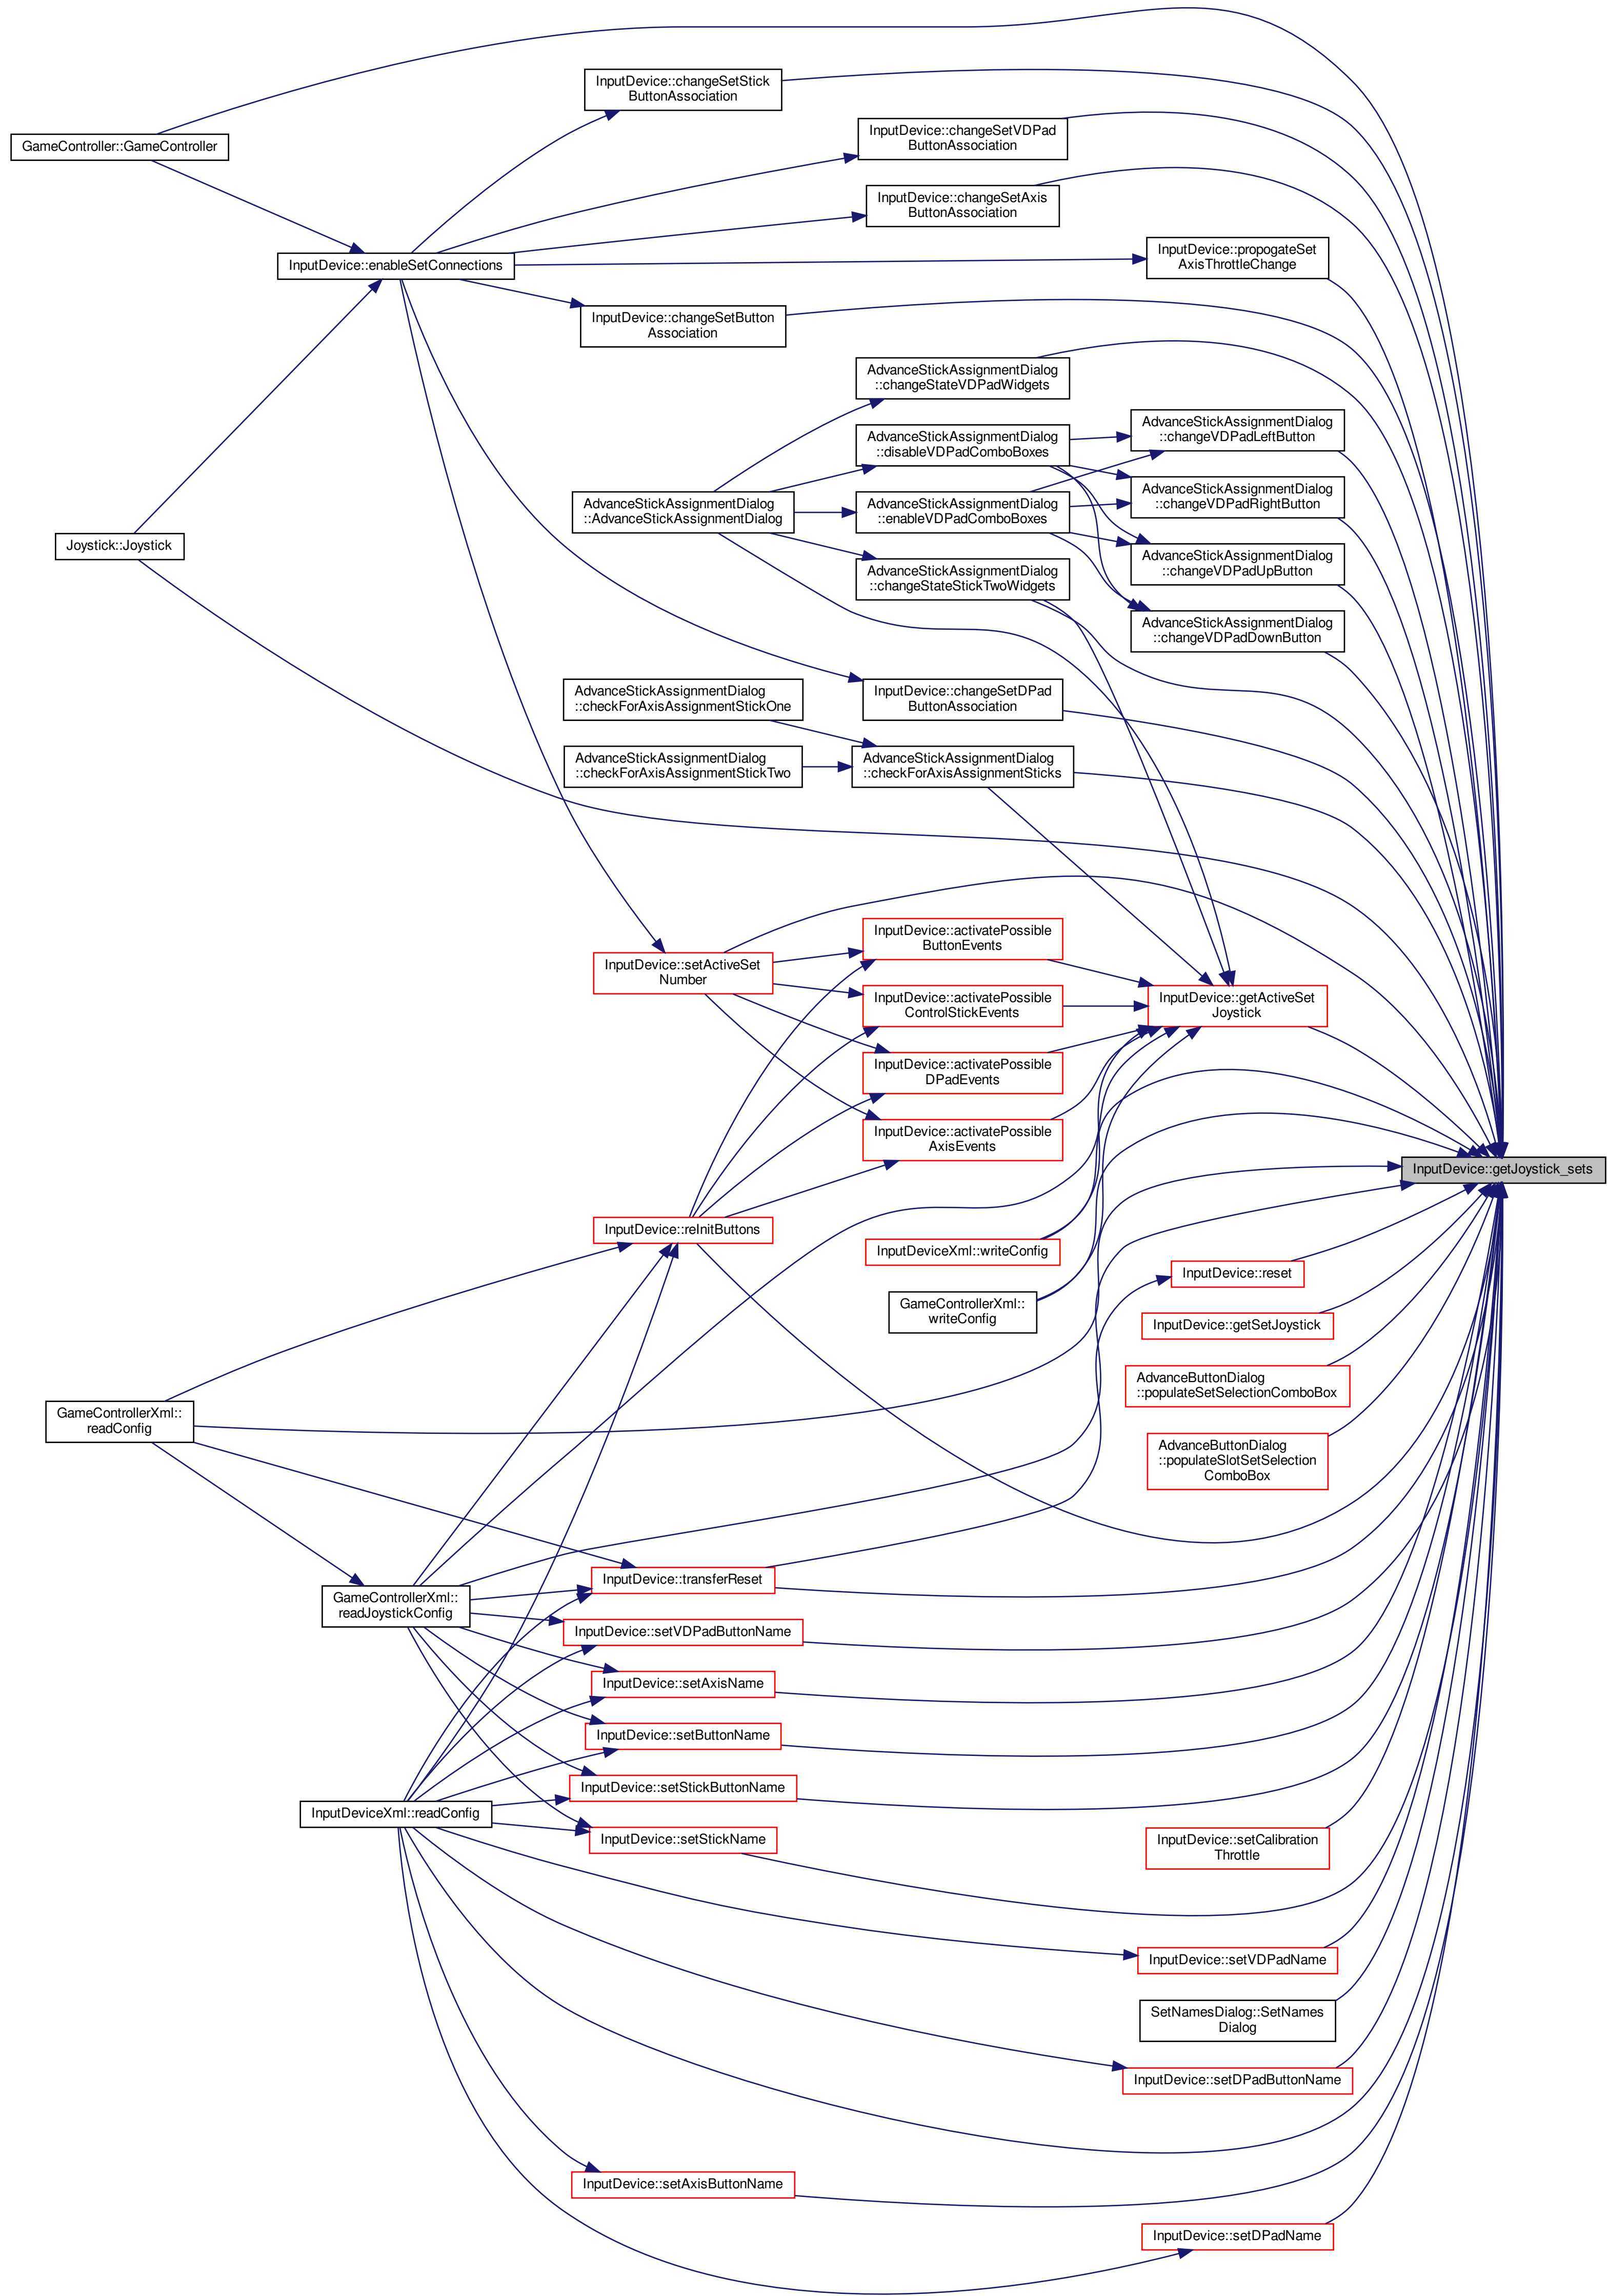 InputDevice::changeSetStick
ButtonAssociation
GameController::GameController
InputDevice::changeSetVDPad
ButtonAssociation
InputDevice::changeSetAxis
ButtonAssociation
InputDevice::propogateSet
AxisThrottleChange
InputDevice::enableSetConnections
InputDevice::changeSetButton
Association
AdvanceStickAssignmentDialog
::changeStateVDPadWidgets
AdvanceStickAssignmentDialog
::changeVDPadLeftButton
AdvanceStickAssignmentDialog
::disableVDPadComboBoxes
AdvanceStickAssignmentDialog
::changeVDPadRightButton
AdvanceStickAssignmentDialog
::AdvanceStickAssignmentDialog
AdvanceStickAssignmentDialog
::enableVDPadComboBoxes
Joystick::Joystick
AdvanceStickAssignmentDialog
::changeVDPadUpButton
AdvanceStickAssignmentDialog
::changeStateStickTwoWidgets
AdvanceStickAssignmentDialog
::changeVDPadDownButton
AdvanceStickAssignmentDialog
::checkForAxisAssignmentStickOne
InputDevice::changeSetDPad
ButtonAssociation
AdvanceStickAssignmentDialog
::checkForAxisAssignmentStickTwo
AdvanceStickAssignmentDialog
::checkForAxisAssignmentSticks
InputDevice::activatePossible
ButtonEvents
InputDevice::setActiveSet
Number
InputDevice::activatePossible
ControlStickEvents
InputDevice::getActiveSet
Joystick
InputDevice::activatePossible
DPadEvents
InputDevice::activatePossible
AxisEvents
InputDevice::getJoystick_sets
InputDevice::reInitButtons
InputDeviceXml::writeConfig
InputDevice::reset
GameControllerXml::
writeConfig
InputDevice::getSetJoystick
AdvanceButtonDialog
::populateSetSelectionComboBox
GameControllerXml::
readConfig
AdvanceButtonDialog
::populateSlotSetSelection
ComboBox
InputDevice::transferReset
GameControllerXml::
readJoystickConfig
InputDevice::setVDPadButtonName
InputDevice::setAxisName
InputDevice::setButtonName
InputDevice::setStickButtonName
InputDeviceXml::readConfig
InputDevice::setStickName
InputDevice::setCalibration
Throttle
InputDevice::setVDPadName
SetNamesDialog::SetNames
Dialog
InputDevice::setDPadButtonName
InputDevice::setAxisButtonName
InputDevice::setDPadName